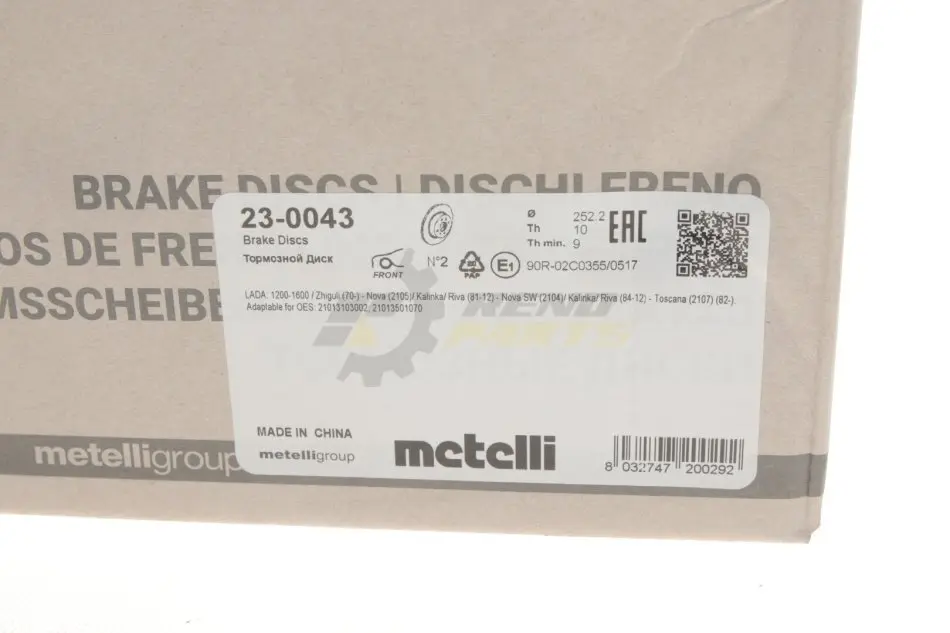 BRAKE DISCS | DISCHI FRENO
OS DE FRE
MSSCHEIBE
23-0043
Brake Discs
Тормозной Диск
FRONT
N°2
20
PAP
E1
90R-02C0355/0517
Ø 252.2
Th 10
Th min. 9
EAC
LADA: 1200-1600 / Zhiguli (70-) - Nova (2105)/ Kalinka/ Riva (81-12) - Nova SW (2104)/ Kalinka/ Riva (84-12) - Toscana (2107) (82-).
Adaptable for OES: 21013103002; 21013501070
TREND
PARTS
MADE IN CHINA
metelligroup
metelli
8 032747 200292
metelligroup